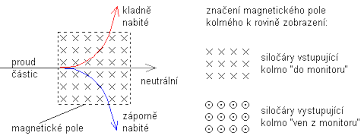 kladně
nabité
proud
částic
neutrální
záporně
nabité
magnetické pole
značení magnetického pole
kolmého k rovině zobrazení:
siločáry vstupující
kolmo "do monitoru"
siločáry vystupující
kolmo "ven z monitoru"